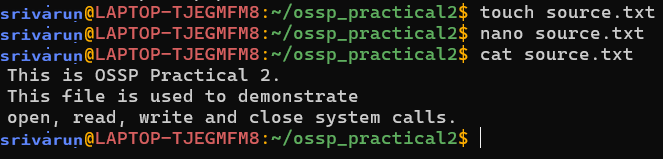 srivarun@LAPTOP-TJEGMFM8:~/ossp_practical2$ touch source.txt
srivarun@LAPTOP-TJEGMFM8:~/ossp_practical2$ nano source.txt
srivarun@LAPTOP-TJEGMFM8:~/ossp_practical2$ cat source.txt
This is OSSP Practical 2.
This file is used to demonstrate
open, read, write and close system calls.
srivarun@LAPTOP-TJEGMFM8:~/ossp_practical2$